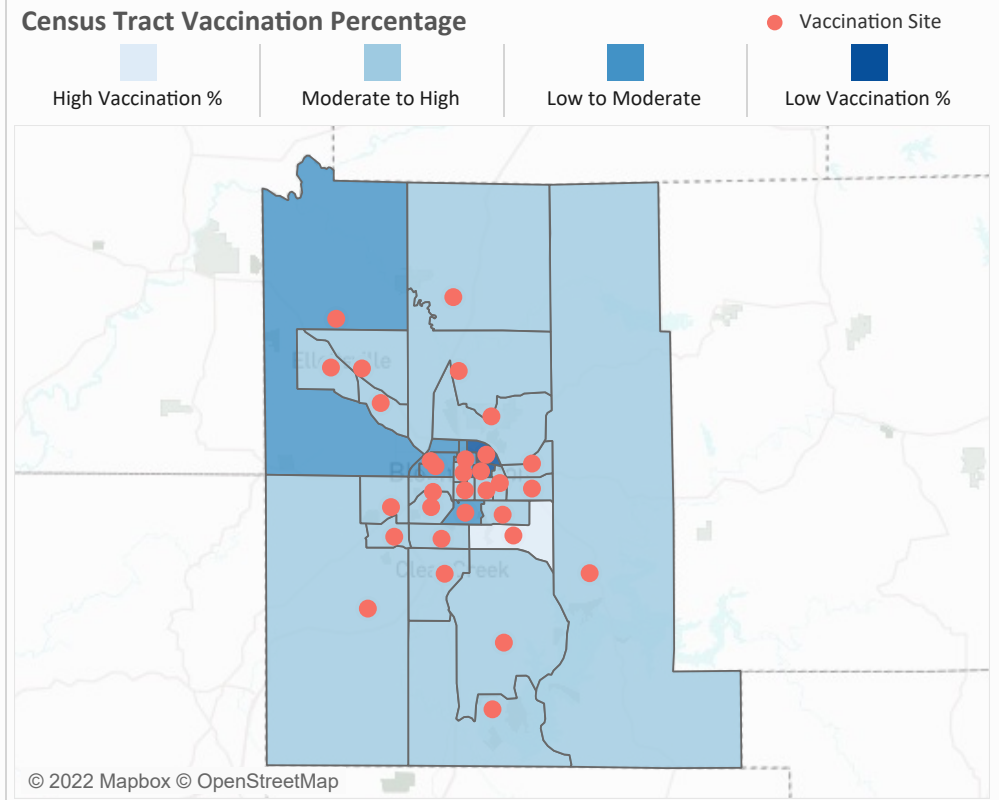 Census Tract Vaccination Percentage
Vaccination Site
High Vaccination %
Moderate to High
Low to Moderate
Low Vaccination %
Clear Creek
© 2022 Mapbox © OpenStreetMap